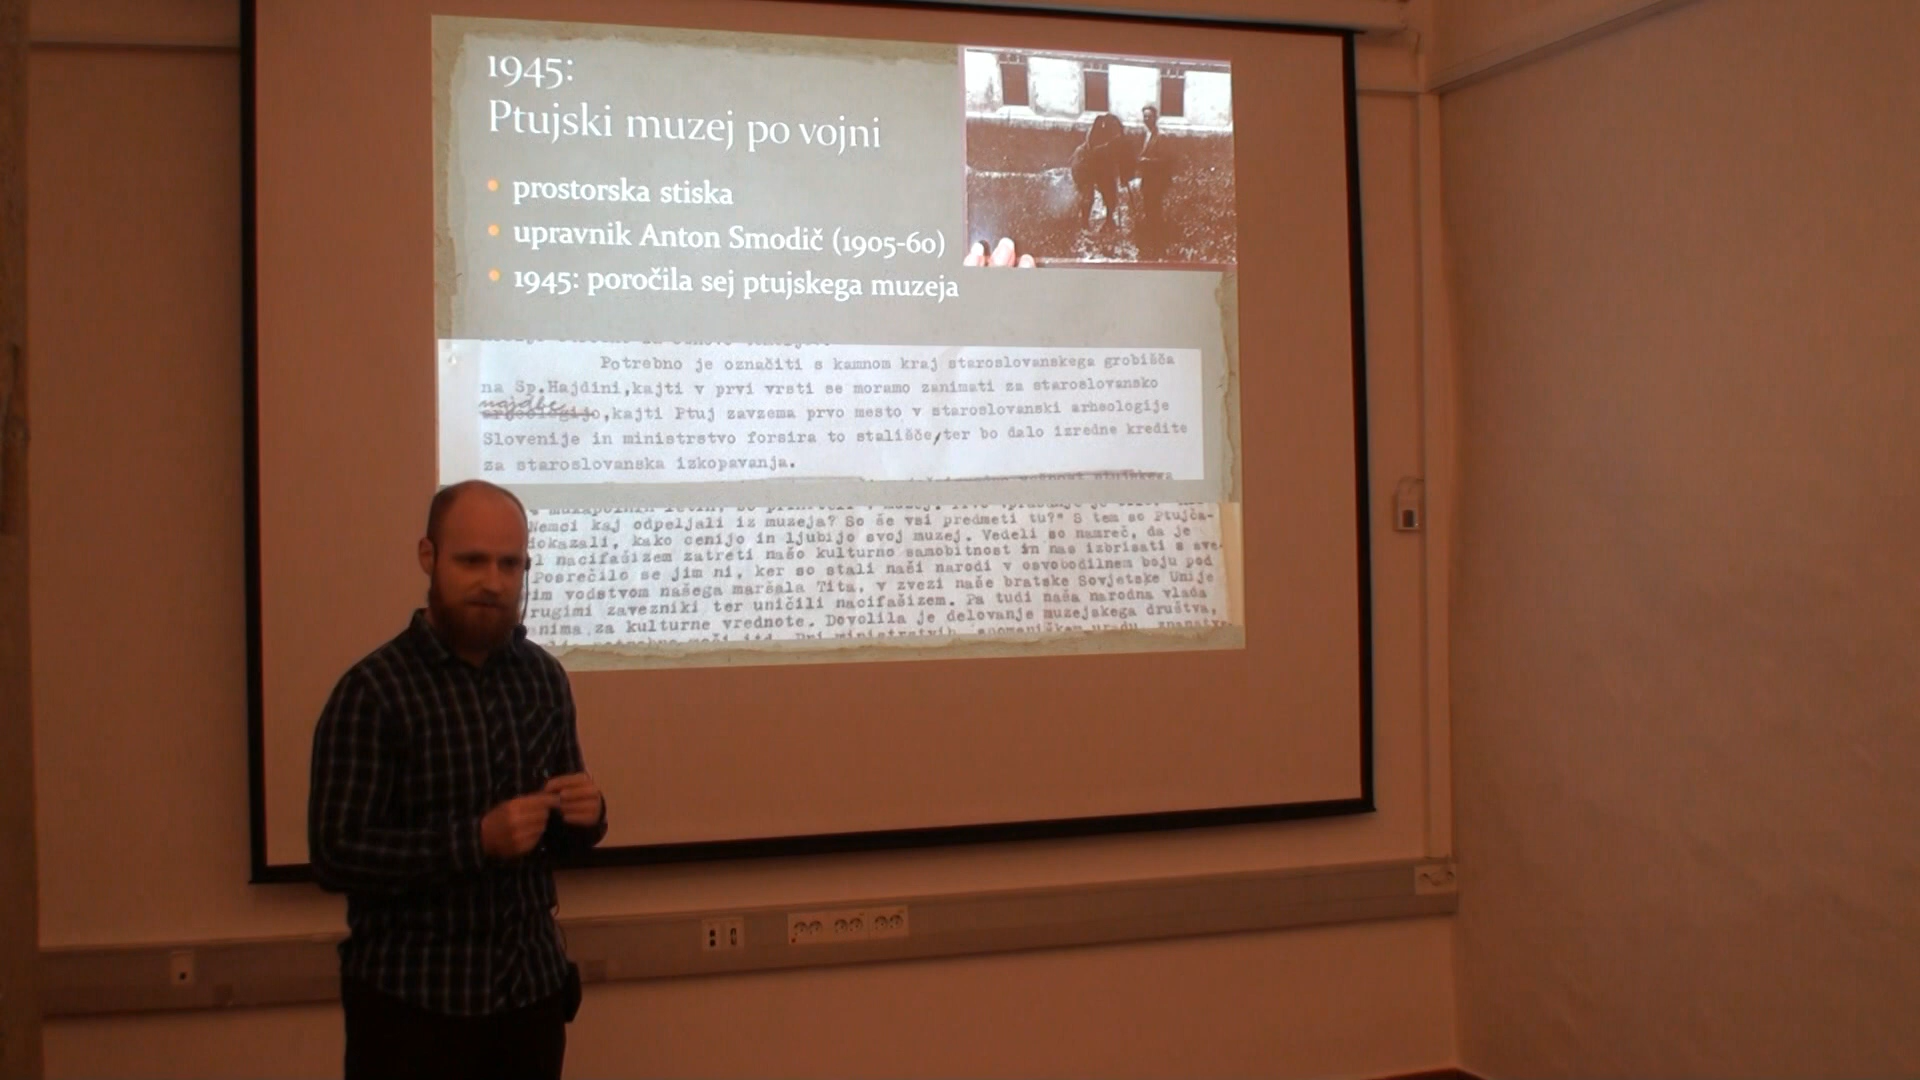 1945:
Ptujski muzej po vojni
• prostorska stiska
• upravnik Anton Smodič (1905-60)
• 1945: poročila sej ptujskega muzeja
Potrebno je označiti s kamnom kraj staroslovanskega grobišča
na Sp.Hajdini,kajti v prvi vrsti se moramo zanimati za staroslovansko
najdbe
arheologijo,kajti Ptuj zavzema prvo mesto v staroslovanski arheologije
Slovenije in ministrstvo forsira to stališče,ter bo dalo izredne kredite
za staroslovanska izkopavanja.
Nemci kaj odpeljali iz muzeja? So še vsi predmeti tu?" S tem so Ptujča-
dokazali, kako cenijo in ljubijo svoj muzej. Vedeli so namreč, da je
l nacifašizem zatreti našo kulturno samobitnost in nas izbrisati s sve-
Posrečilo se jim ni, ker so stali naši narodi v osvobodilnem boju pod
im vodstvom našega maršala Tita, v zvezi naše bratske Sovjetske Unije
rugimi zavezniki ter uničili nacifašizem. Pa tudi naša narodna vlada
nima za kulturne vrednote. Dovolila je delovanje muzejskega društva,